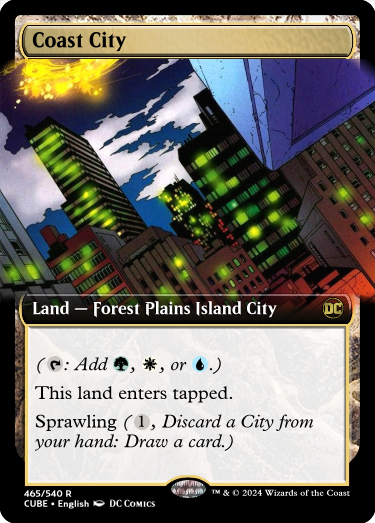 Coast City
Land — Forest Plains Island City
DC
(: Add , , or .)
This land enters tapped.
Sprawling (1, Discard a City from
your hand: Draw a card.)
465/540 R
CUBE • English DC Comics
™ & © 2024 Wizards of the Coast